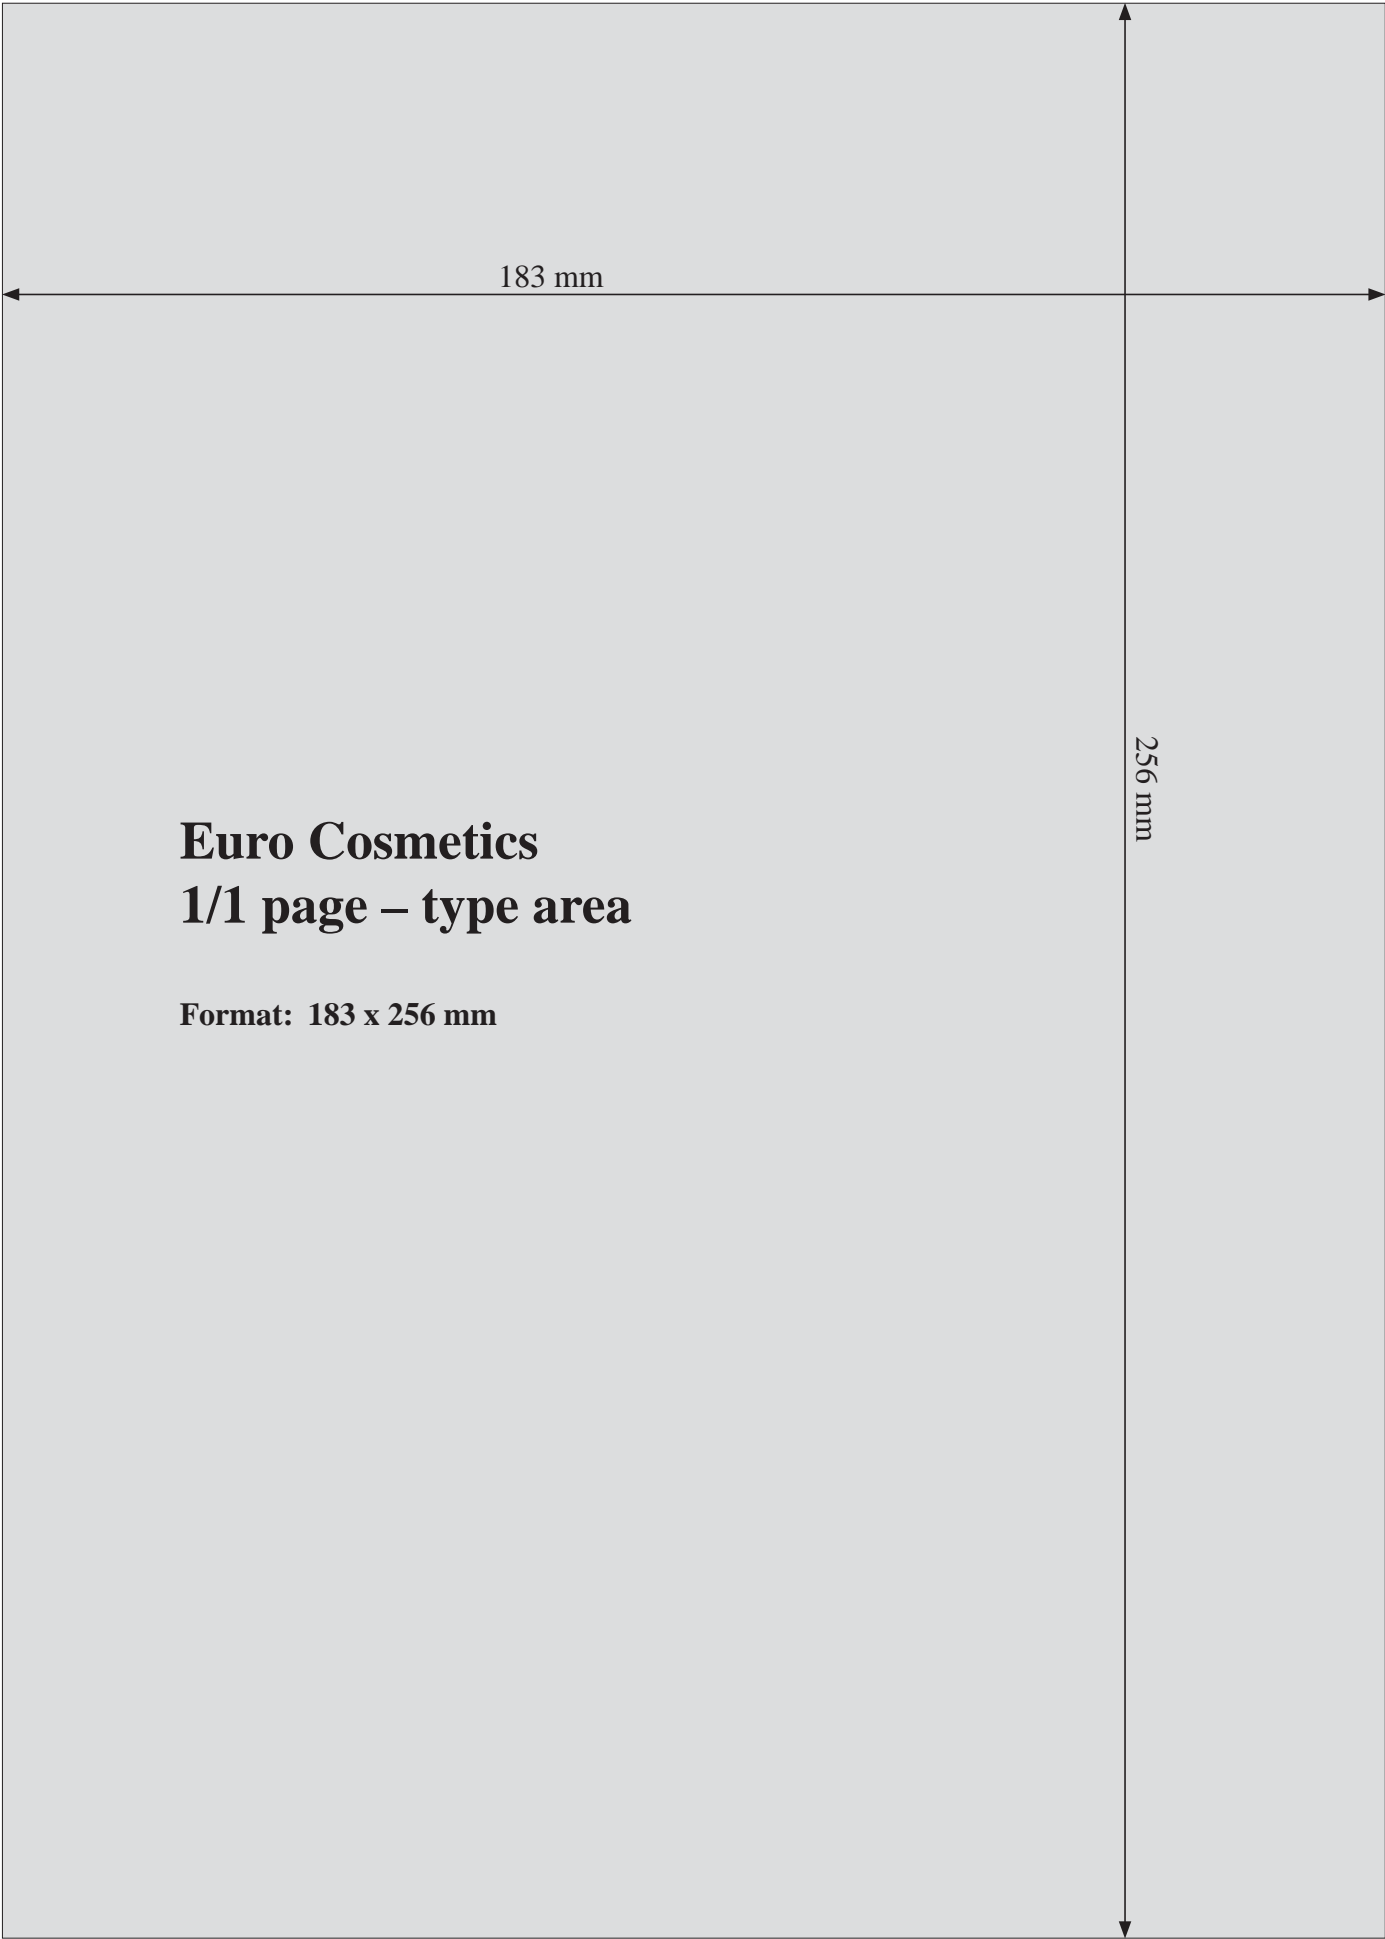 183 mm
256 mm
Euro Cosmetics
1/1 page – type area
Format: 183 x 256 mm